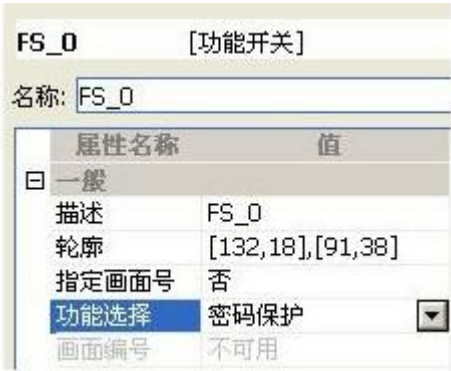 FS_0 [功能开关]
名称: FS_0
属性名称 值
一般
描述 FS_0
轮廓 [132,18],[91,38]
指定画面号 否
功能选择 密码保护
画面编号 不可用